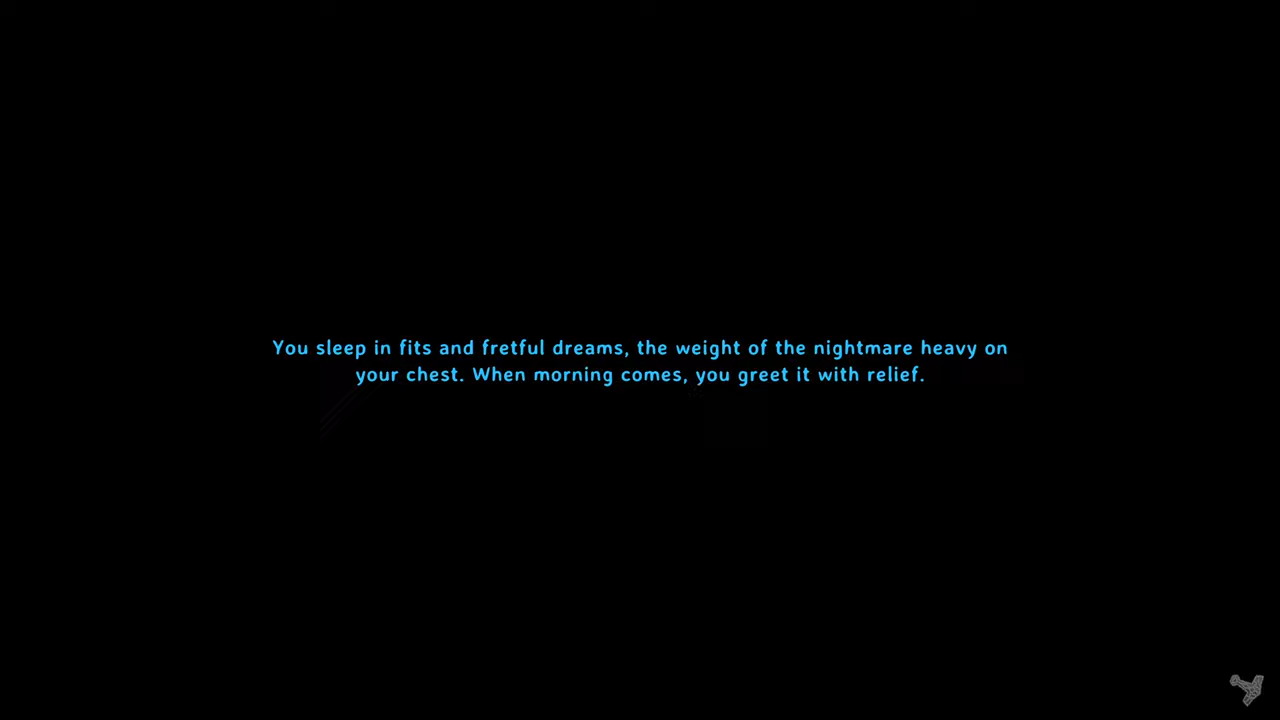 You sleep in fits and fretful dreams, the weight of the nightmare heavy on
your chest. When morning comes, you greet it with relief.